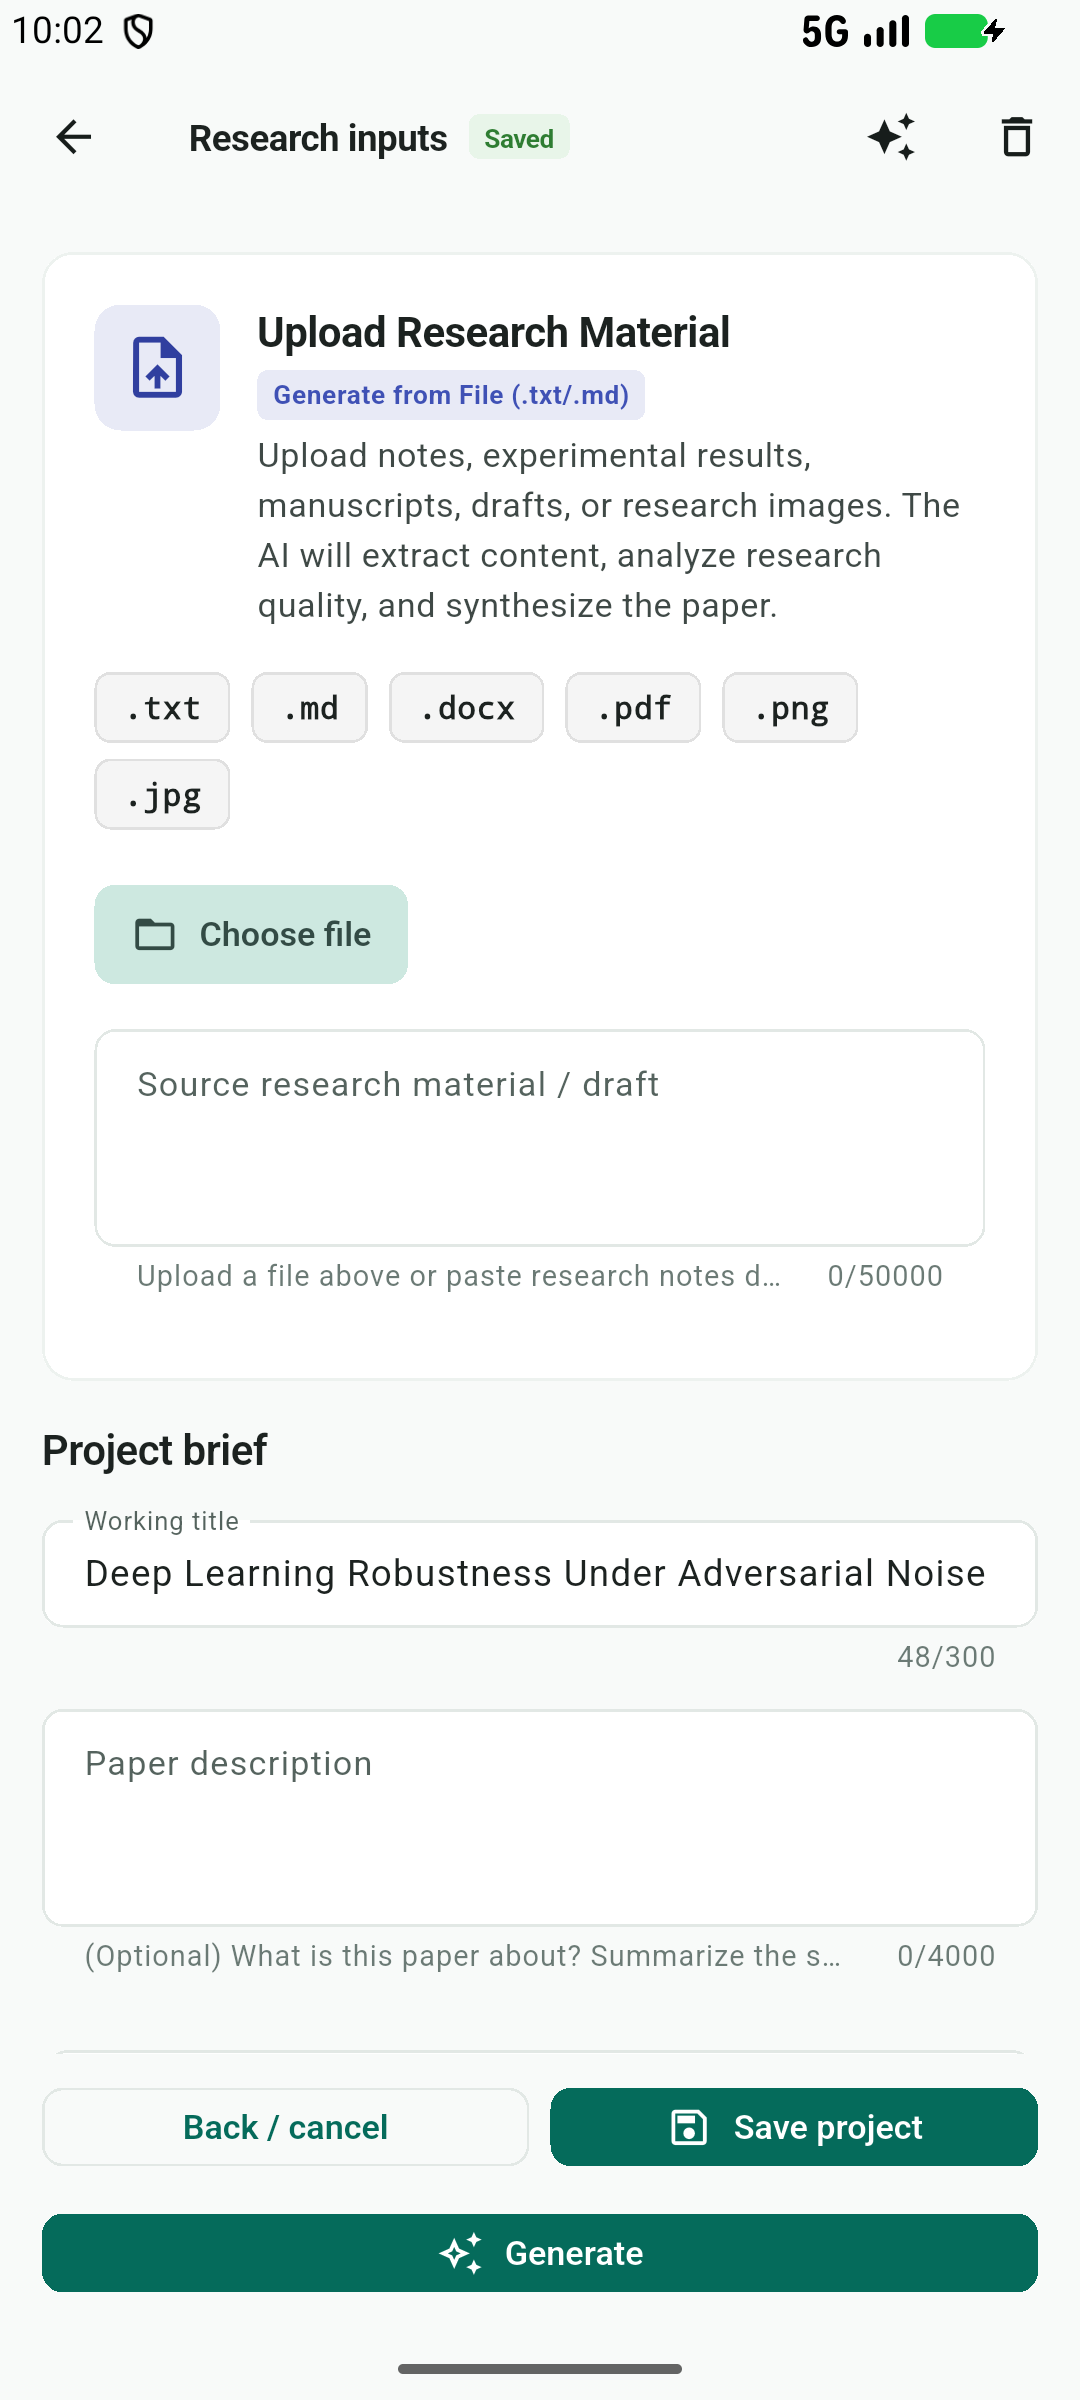 10:02
5G
Research inputs
Saved
Upload Research Material
Generate from File (.txt/.md)
Upload notes, experimental results,
manuscripts, drafts, or research images. The
AI will extract content, analyze research
quality, and synthesize the paper.
.txt
.md
.docx
.pdf
.png
.jpg
Choose file
Source research material / draft
Upload a file above or paste research notes d…
0/50000
Project brief
Working title
Deep Learning Robustness Under Adversarial Noise
48/300
Paper description
(Optional) What is this paper about? Summarize the s…
0/4000
Back / cancel
Save project
Generate